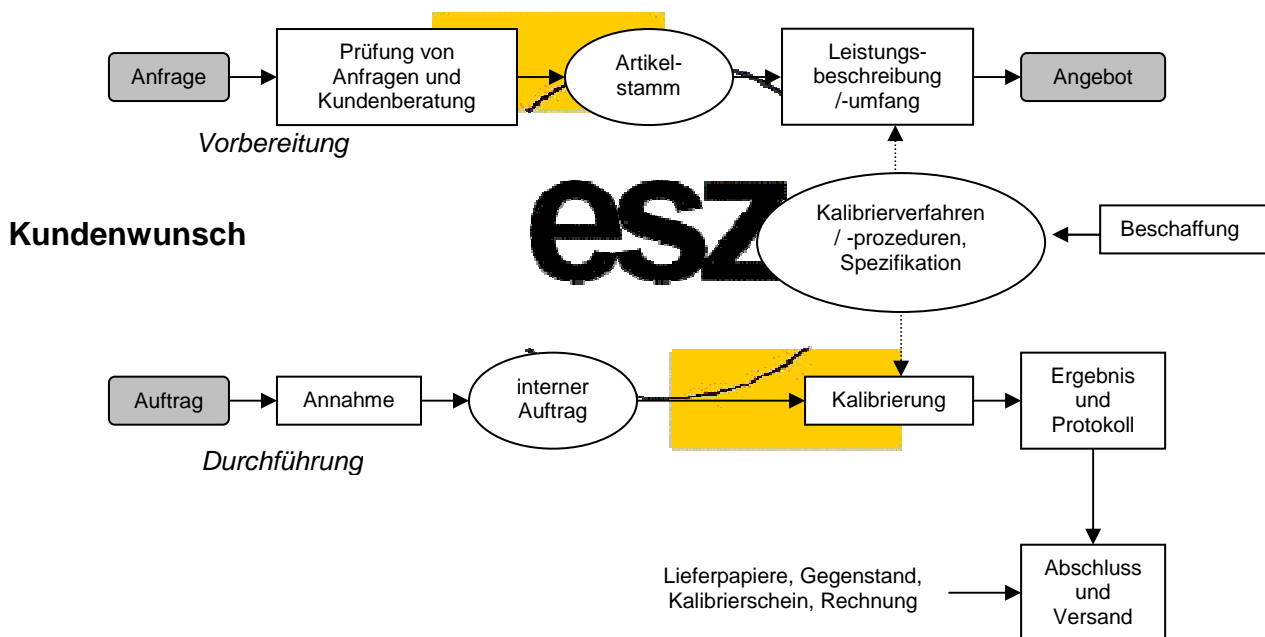 Anfrage
Prüfung von
Anfragen und
Kundenberatung
Artikel-
stamm
Leistungs-
beschreibung
/-umfang
Angebot
Vorbereitung
Kundenwunsch
esz
Kalibrierverfahren
/ -prozeduren,
Spezifikation
Beschaffung
Auftrag
Annahme
interner
Auftrag
Kalibrierung
Ergebnis
und
Protokoll
Durchführung
Lieferpapiere, Gegenstand,
Kalibrierschein, Rechnung
Abschluss
und
Versand